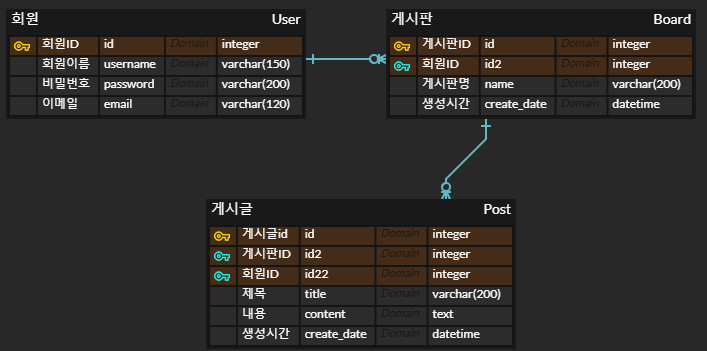 회원 User
회원ID id Domain integer
회원이름 username Domain varchar(150)
비밀번호 password Domain varchar(200)
이메일 email Domain varchar(120)
게시판 Board
게시판ID id Domain integer
회원ID id2 Domain integer
게시판명 name Domain varchar(200)
생성시간 create_date Domain datetime
게시글 Post
게시글id id Domain integer
게시판ID id2 Domain integer
회원ID id22 Domain integer
제목 title Domain varchar(200)
내용 content Domain text
생성시간 create_date Domain datetime